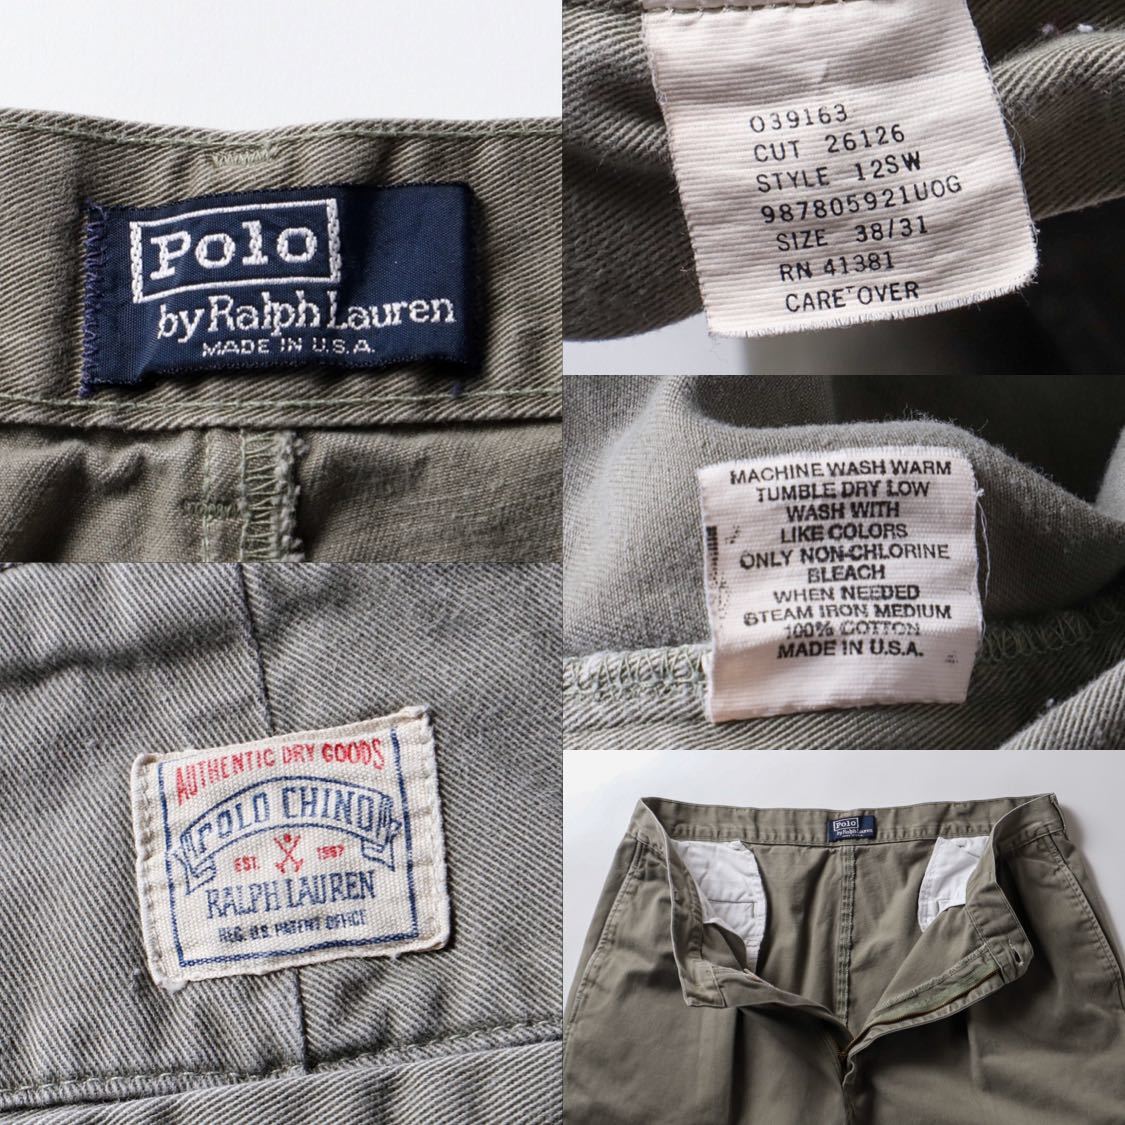 Polo
by Ralph Lauren
MADE IN U.S.A.
039163
CUT 26126
STYLE 12SW
987805921UOG
SIZE 38/31
RN 41381
CARE OVER
MACHINE WASH WARM
TUMBLE DRY LOW
WASH WITH
LIKE COLORS
ONLY NON-CHLORINE
BLEACH
WHEN NEEDED
STEAM IRON MEDIUM
100% COTTON
MADE IN U.S.A.
AUTHENTIC DRY GOODS
POLO CHINO
EST. 1967
RALPH LAUREN
REG. U.S. PATENT OFFICE
Polo
by Ralph Lauren